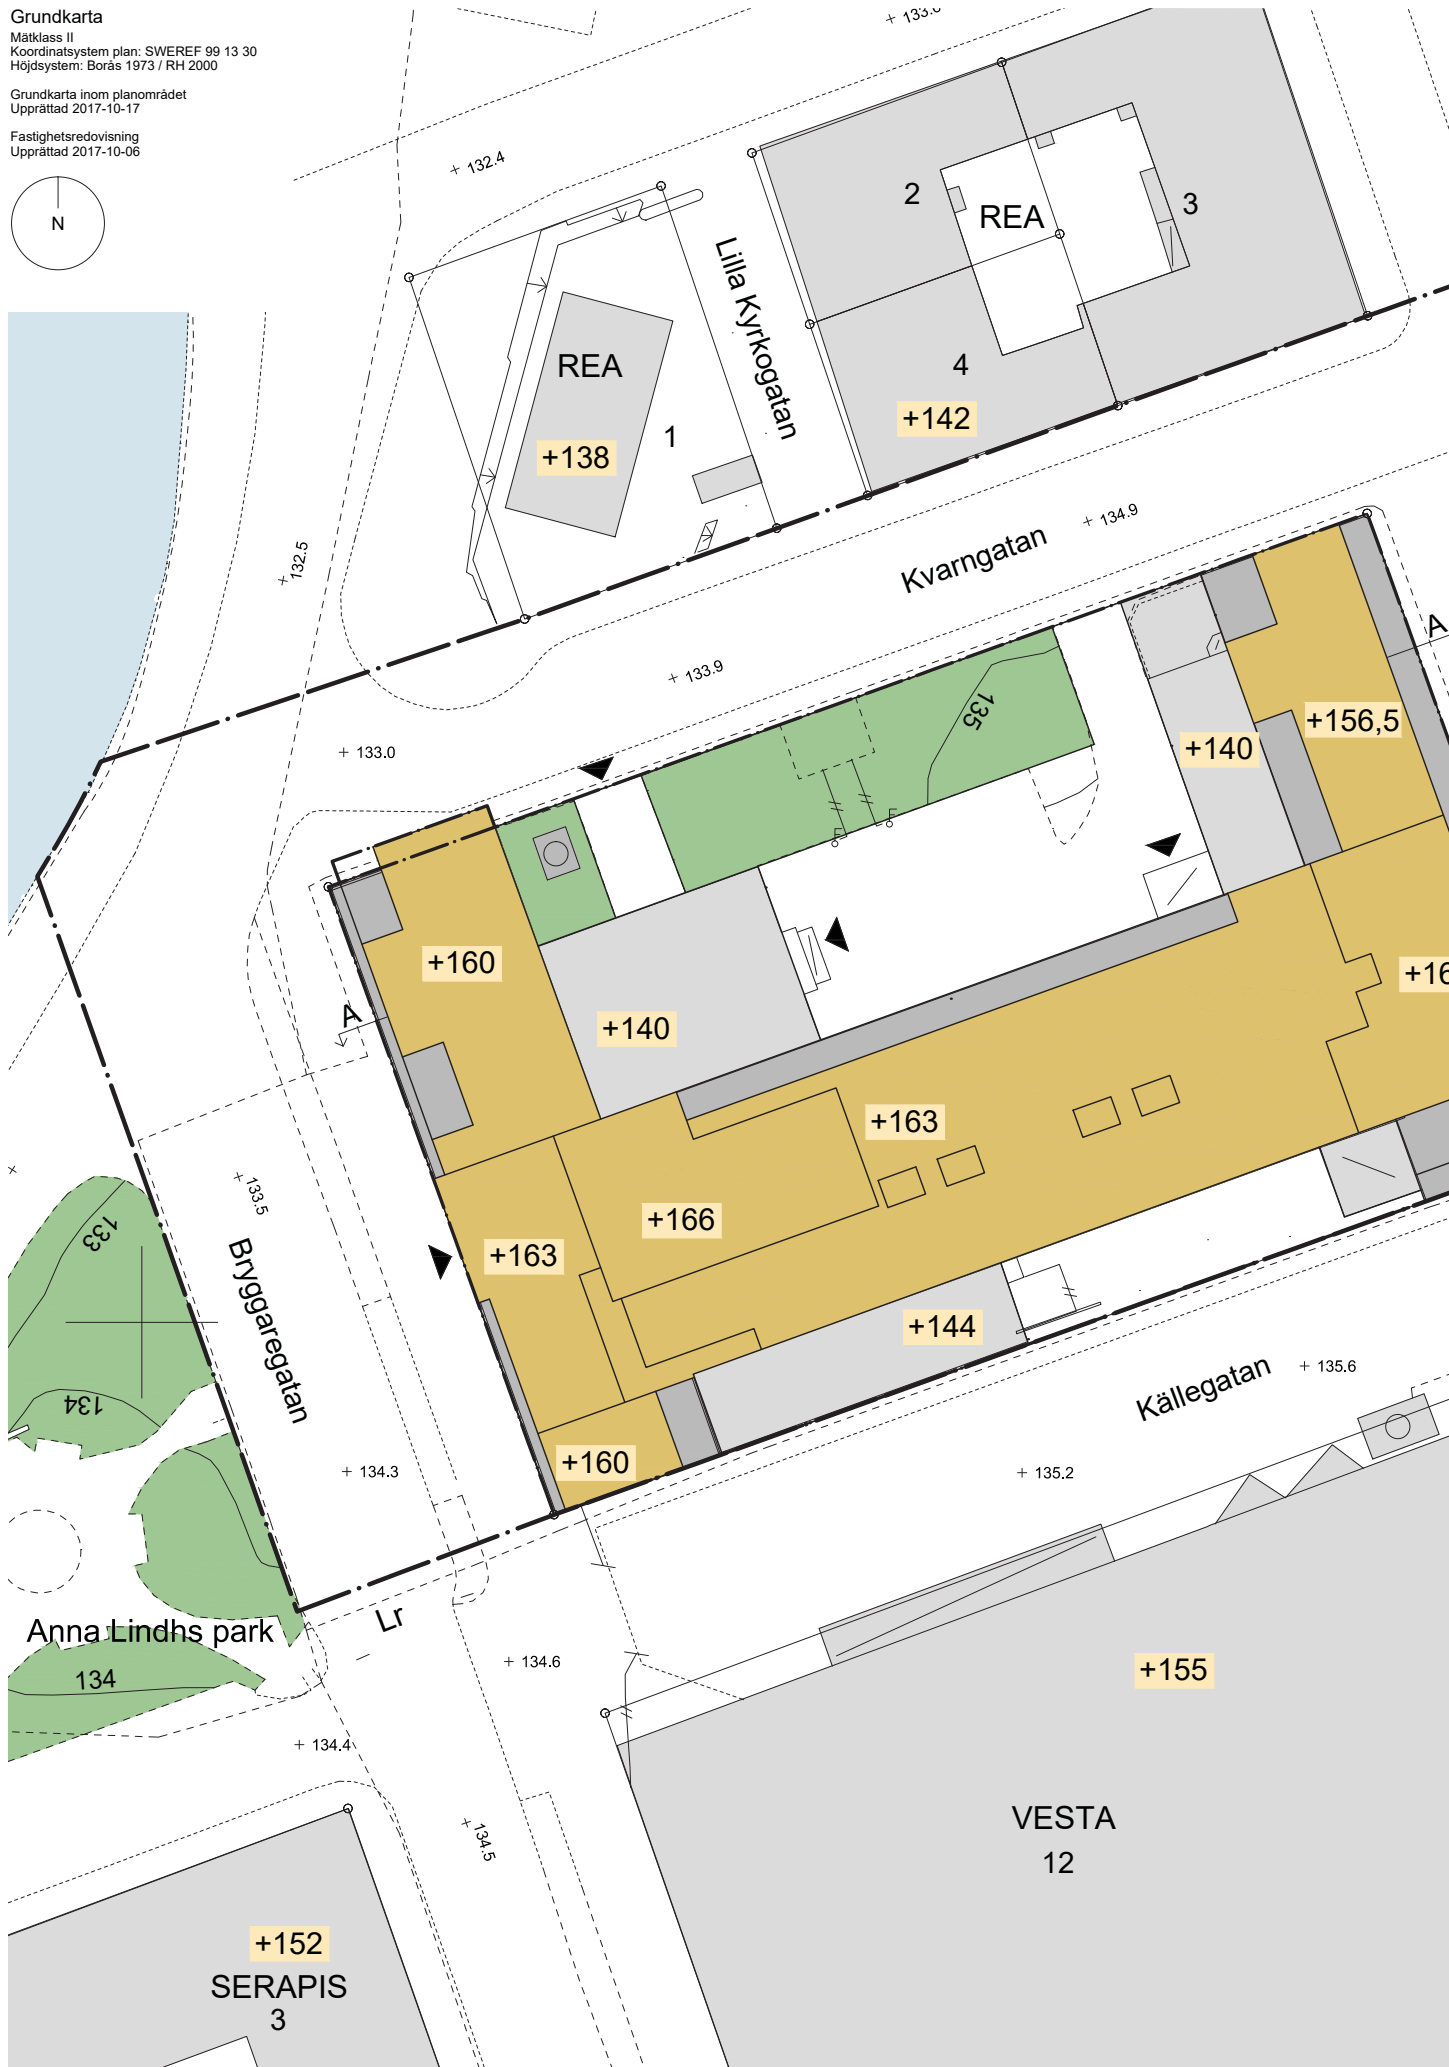 Grundkarta
Mätklass II
Koordinatsystem plan: SWEREF 99 13 30
Höjdsystem: Borås 1973 / RH 2000
Grundkarta inom planområdet
Upprättad 2017-10-17
Fastighetsredovisning
Upprättad 2017-10-06
N
132.4
2
REA
3
Lilla Kyrkogatan
REA
4
+142
1
+138
132.5
134.9
Kvarngatan
A
133.9
135
+156,5
+140
133.0
+160
A
+140
+163
133.5
133
+166
+163
Bryggaregatan
+144
135.6
Källegatan
134
+160
134.3
135.2
Lr
Anna Lindhs park
134
134.6
+155
134.4
VESTA
12
134.5
+152
SERAPIS
3